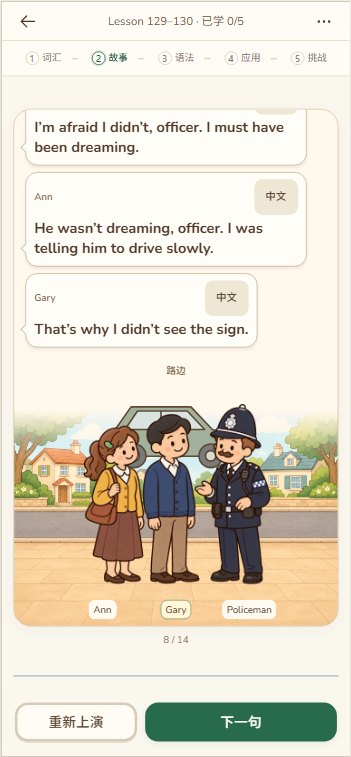 Lesson 129–130 · 已学 0/5
1 词汇 – 2 故事 – 3 语法 – 4 应用 – 5 挑战
I’m afraid I didn’t, officer. I must have
been dreaming.
Ann
中文
He wasn’t dreaming, officer. I was
telling him to drive slowly.
Gary
中文
That’s why I didn’t see the sign.
路边
Ann
Gary
Policeman
8 / 14
重新上演
下一句